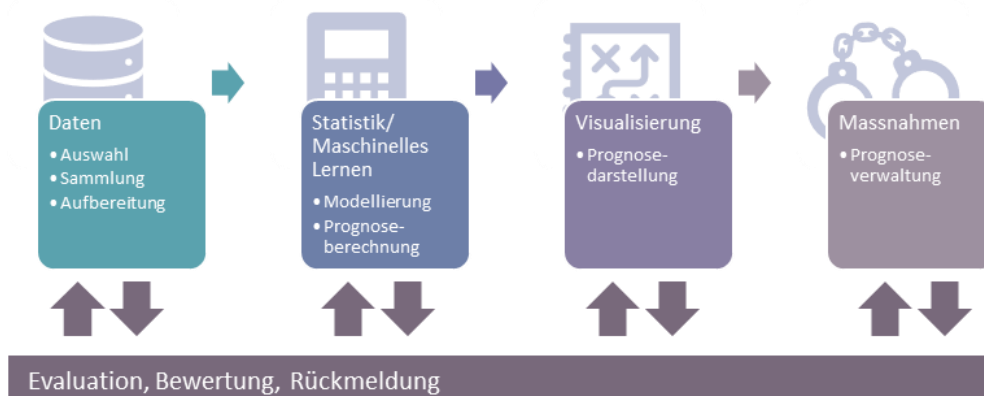 Daten
• Auswahl
• Sammlung
• Aufbereitung
Statistik/
Maschinelles
Lernen
• Modellierung
• Prognose-
berechnung
Visualisierung
• Prognose-
darstellung
Massnahmen
• Prognose-
verwaltung
Evaluation, Bewertung, Rückmeldung